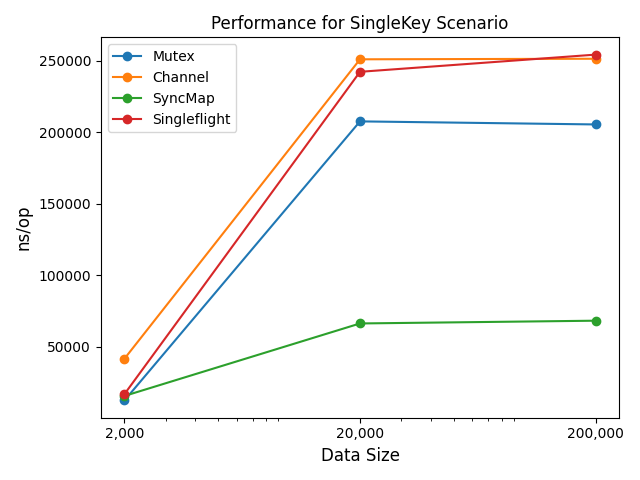 Performance for SingleKey Scenario
Mutex
Channel
SyncMap
Singleflight
ns/op
250000
200000
150000
100000
50000
2,000
20,000
200,000
Data Size